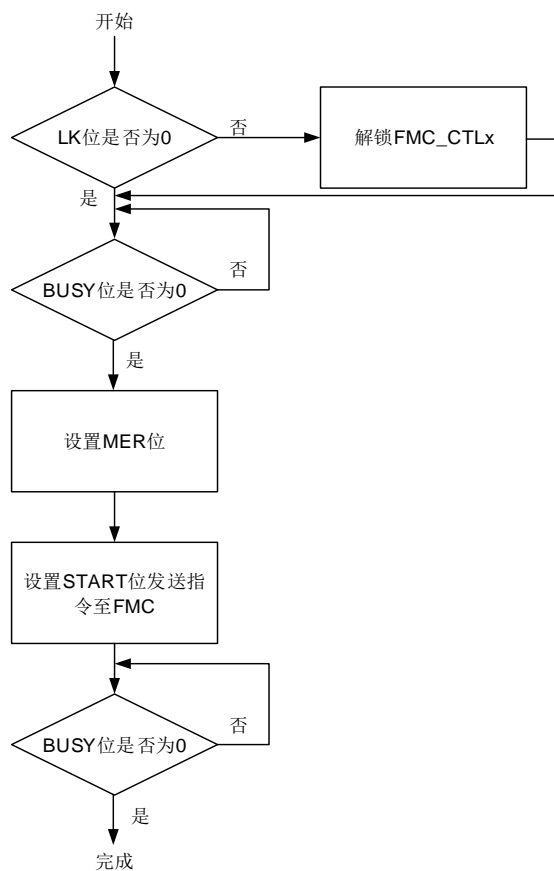 开始
LK位是否为0
否
解锁FMC_CTLx
是
BUSY位是否为0
否
是
设置MER位
设置START位发送指
令至FMC
BUSY位是否为0
否
是
完成